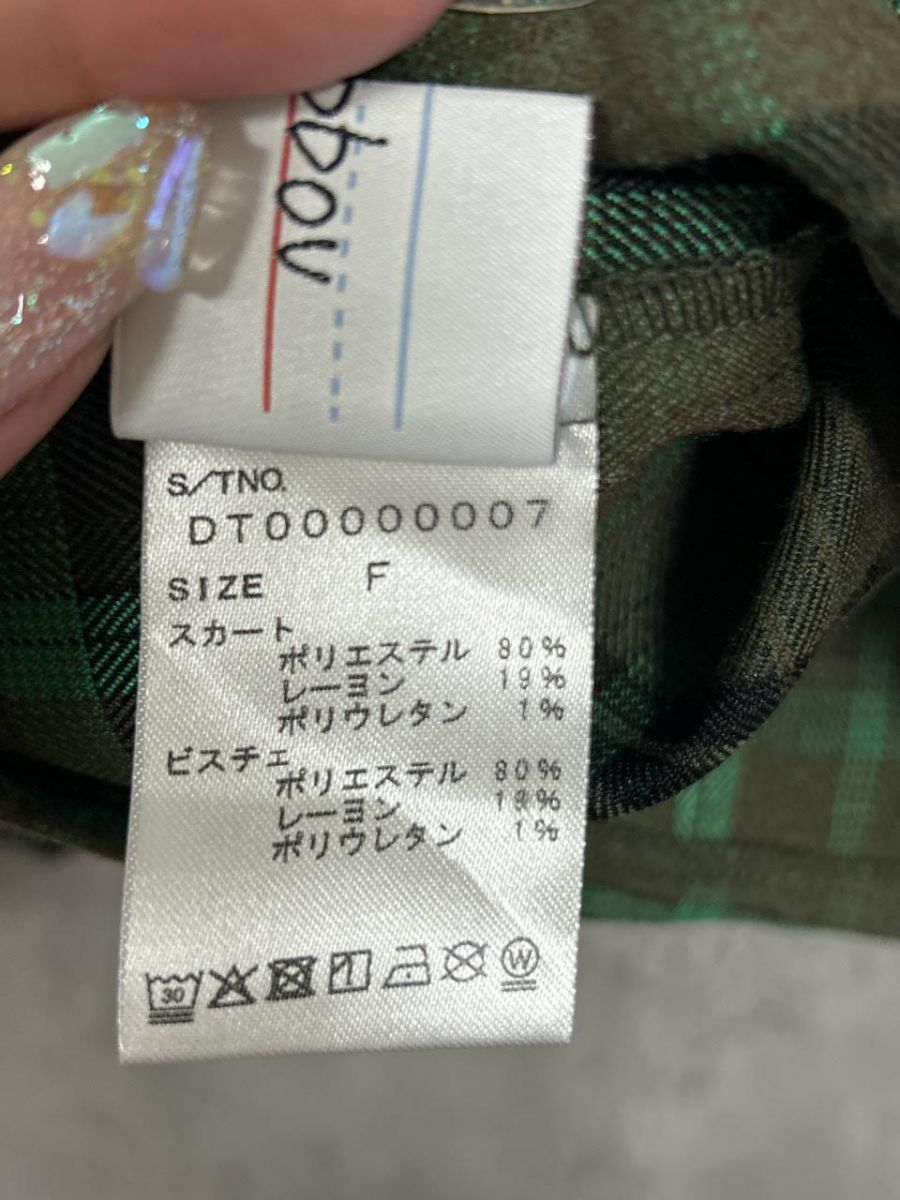 S/TNO.
DT00000007
SIZE F
スカート
ポリエステル 80%
レーヨン 19%
ポリウレタン 1%
ビスチェ
ポリエステル 80%
レーヨン 19%
ポリウレタン 1%
30
W